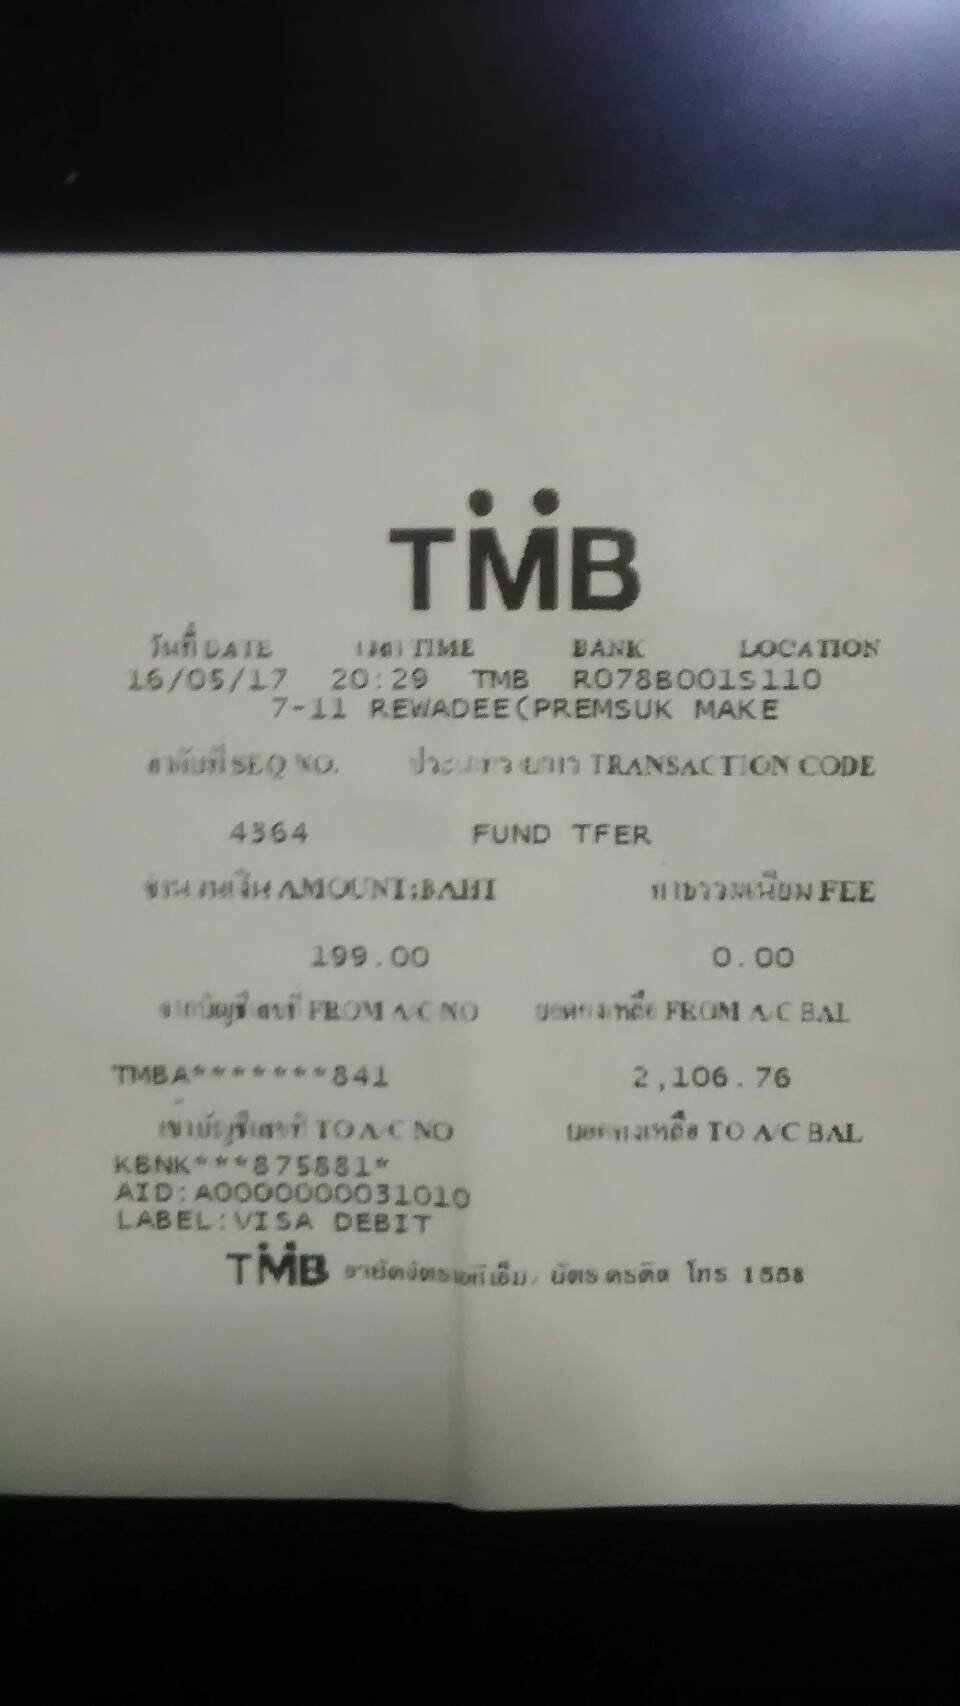 TMB
วันที่ DATE เวลา TIME BANK LOCATION
16/05/17 20:29 TMB R078B001S110
7-11 REWADEE(PREMSUK MAKE
ลำดับที่ SEQ NO. ประเภทรายการ TRANSACTION CODE
4364 FUND TFER
จำนวนเงิน AMOUNT:BAHT ค่าธรรมเนียม FEE
199.00 0.00
จากบัญชีเลขที่ FROM A/C NO ยอดคงเหลือ FROM A/C BAL
TMBA*******841 2,106.76
เข้าบัญชีเลขที่ TO A/C NO ยอดคงเหลือ TO A/C BAL
KBNK***875881*
AID:A0000000031010
LABEL:VISA DEBIT
TMB อายัดบัตรเอทีเอ็ม/บัตรเครดิต โทร 1558